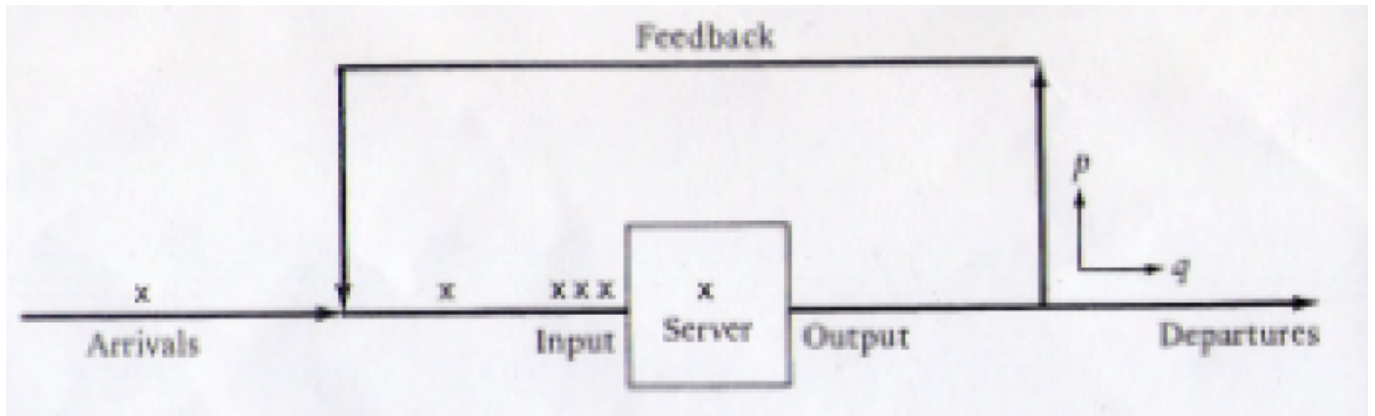 Feedback
p
q
x
x
x x x
x
Arrivals
Input
Server
Output
Departures